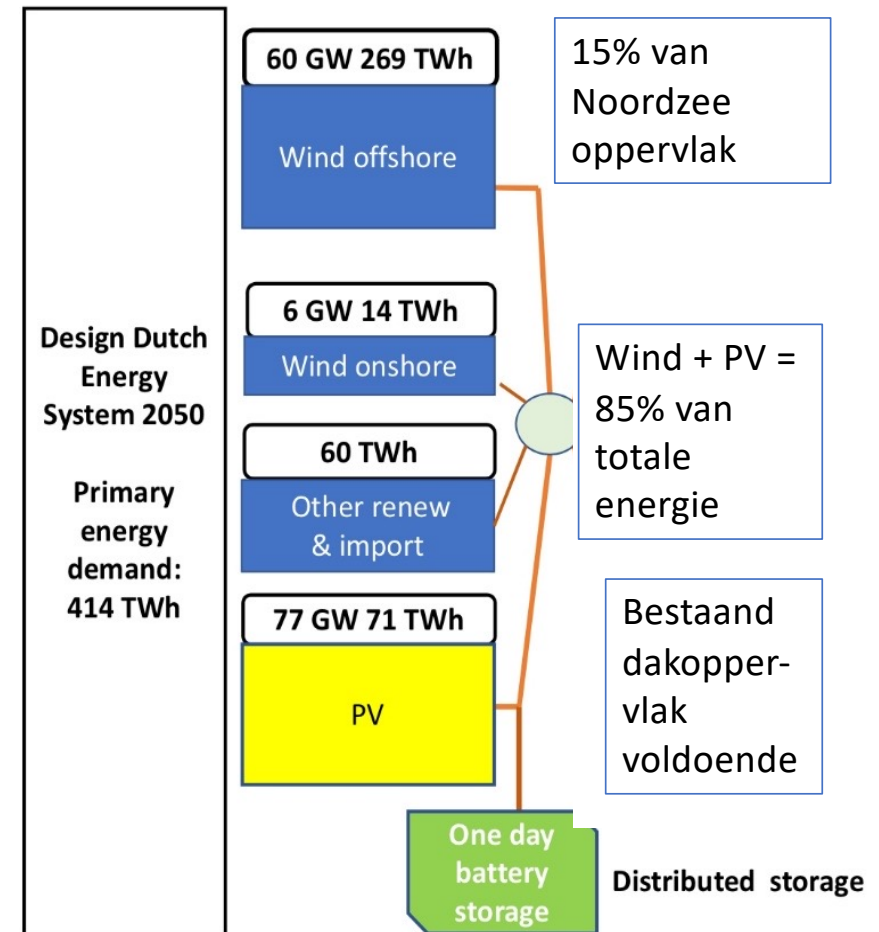 Design Dutch
Energy
System 2050
Primary
energy
demand:
414 TWh
60 GW 269 TWh
Wind offshore
6 GW 14 TWh
Wind onshore
60 TWh
Other renew
& import
77 GW 71 TWh
PV
One day
battery
storage
Distributed storage
15% van
Noordzee
oppervlak
Wind + PV =
85% van
totale
energie
Bestaand
dakopper-
vlak
voldoende